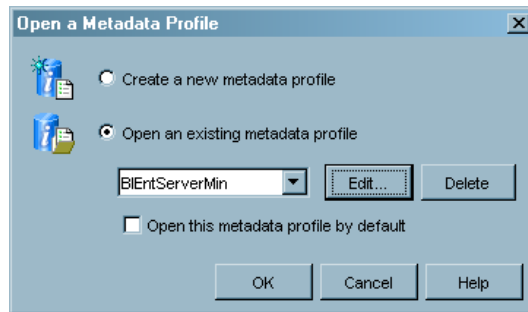 Open a Metadata Profile
Create a new metadata profile
Open an existing metadata profile
BIEntServerMin Edit... Delete
Open this metadata profile by default
OK Cancel Help